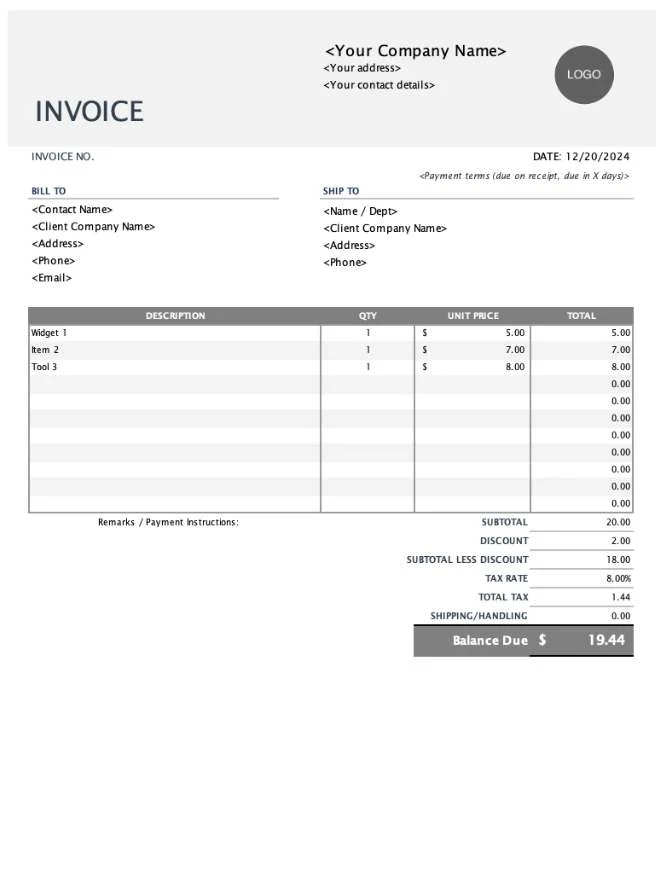 <Your Company Name>
<Your address>
<Your contact details>
LOGO
INVOICE
INVOICE NO.
DATE: 12/20/2024
<Payment terms (due on receipt, due in X days)>
BILL TO
SHIP TO
<Contact Name>
<Client Company Name>
<Address>
<Phone>
<Email>
<Name / Dept>
<Client Company Name>
<Address>
<Phone>
DESCRIPTION QTY UNIT PRICE TOTAL
Widget 1 1 $ 5.00 5.00
Item 2 1 $ 7.00 7.00
Tool 3 1 $ 8.00 8.00
0.00
0.00
0.00
0.00
0.00
0.00
0.00
0.00
Remarks / Payment Instructions: SUBTOTAL 20.00
DISCOUNT 2.00
SUBTOTAL LESS DISCOUNT 18.00
TAX RATE 8.00%
TOTAL TAX 1.44
SHIPPING/HANDLING 0.00
Balance Due $ 19.44